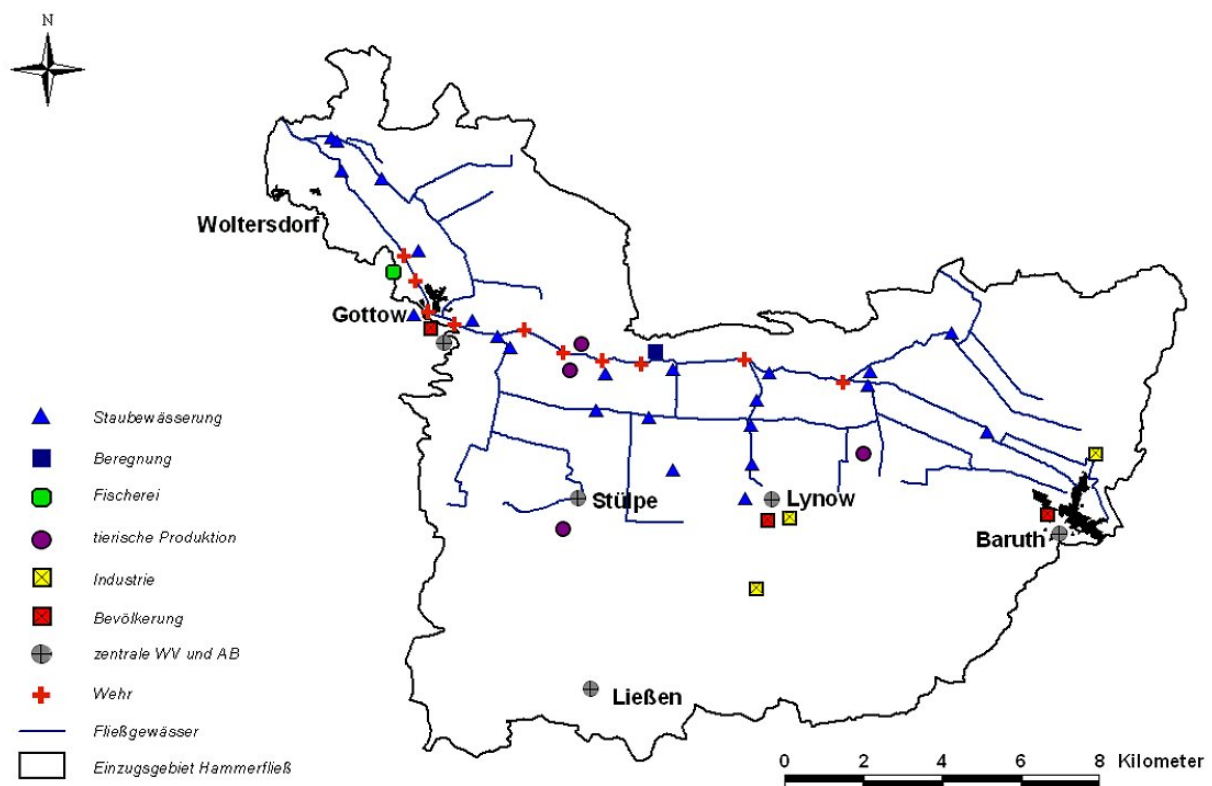 N
Woltersdorf
Gottow
Stülpe
Lynow
Baruth
Ließen
Staubewässerung
Beregnung
Fischerei
tierische Produktion
Industrie
Bevölkerung
zentrale WV und AB
Wehr
Fließgewässer
Einzugsgebiet Hammerfließ
0 2 4 6 8 Kilometer